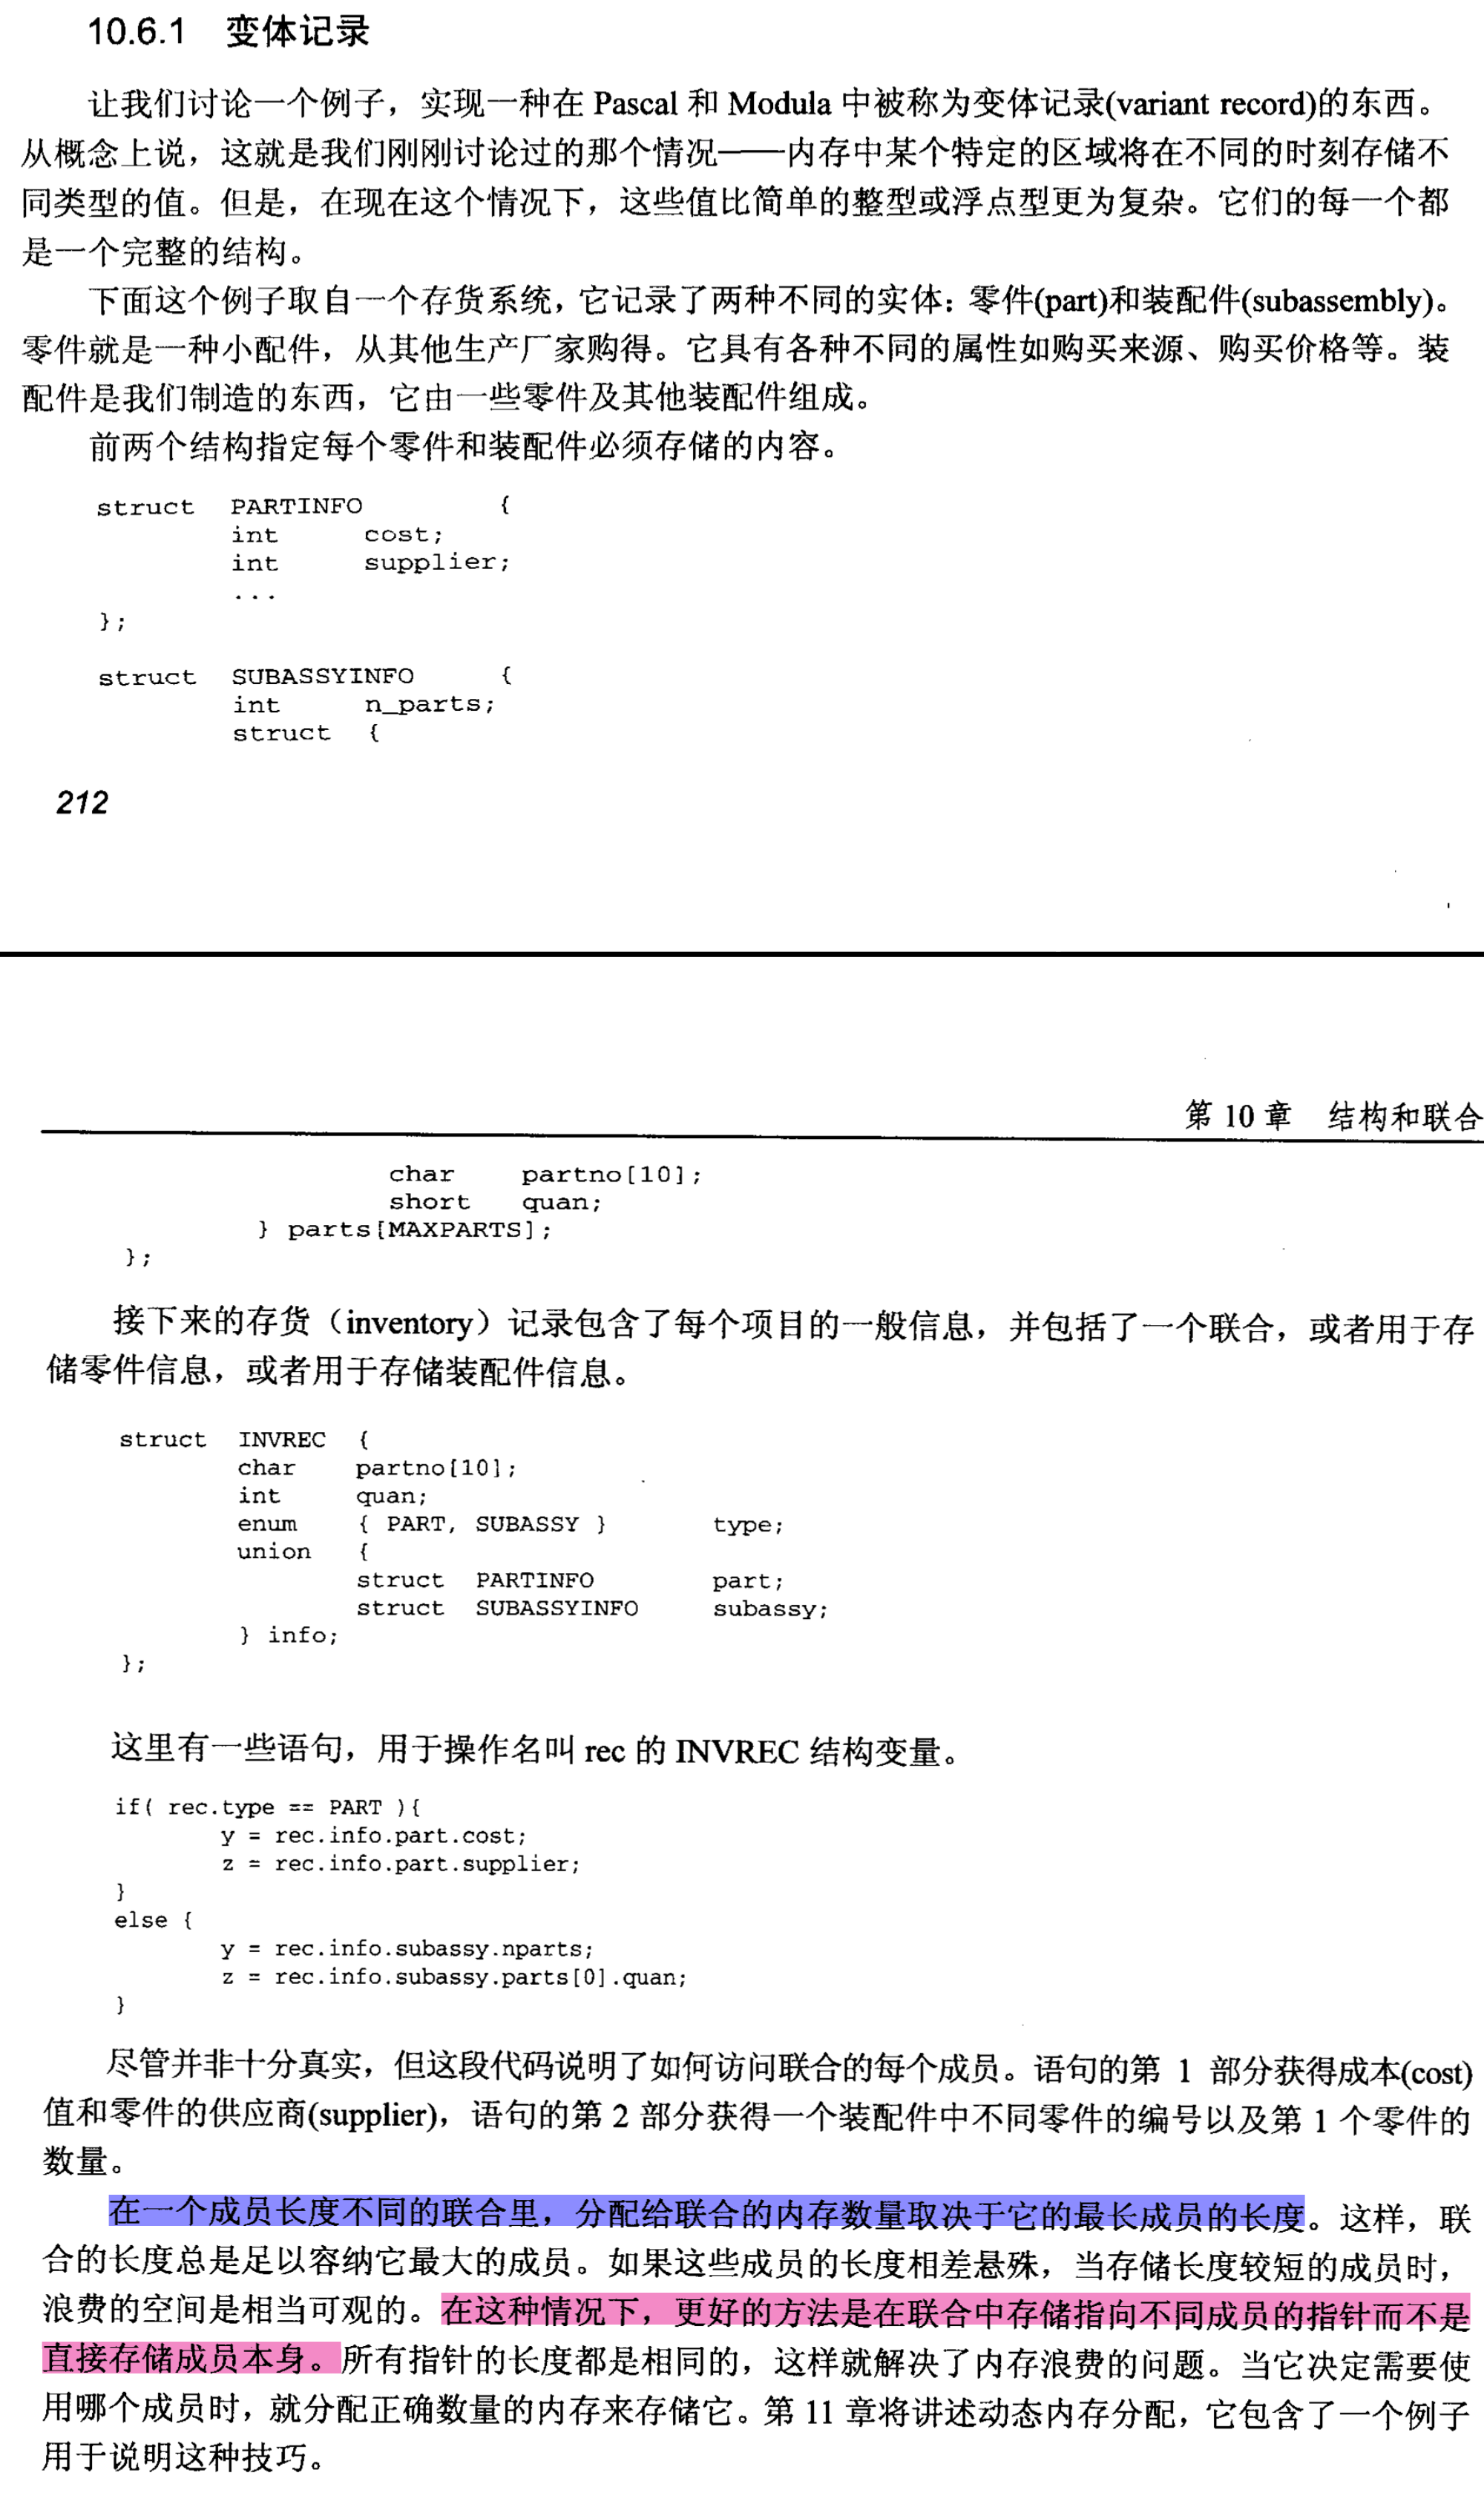 10.6.1 变体记录
让我们讨论一个例子，实现一种在 Pascal 和 Modula 中被称为变体记录(variant record)的东西。
从概念上说，这就是我们刚刚讨论过的那个情况——内存中某个特定的区域将在不同的时刻存储不
同类型的值。但是，在现在这个情况下，这些值比简单的整型或浮点型更为复杂。它们的每一个都
是一个完整的结构。
下面这个例子取自一个存货系统，它记录了两种不同的实体：零件(part)和装配件(subassembly)。
零件就是一种小配件，从其他生产厂家购得。它具有各种不同的属性如购买来源、购买价格等。装
配件是我们制造的东西，它由一些零件及其他装配件组成。
前两个结构指定每个零件和装配件必须存储的内容。
struct PARTINFO {
int cost;
int supplier;
...
};
struct SUBASSYINFO {
int n_parts;
struct {
212
第 10 章 结构和联合
char partno[10];
short quan;
} parts[MAXPARTS];
};
接下来的存货（inventory）记录包含了每个项目的一般信息，并包括了一个联合，或者用于存
储零件信息，或者用于存储装配件信息。
struct INVREC {
char partno[10];
int quan;
enum { PART, SUBASSY } type;
union {
struct PARTINFO part;
struct SUBASSYINFO subassy;
} info;
};
这里有一些语句，用于操作名叫 rec 的 INVREC 结构变量。
if( rec.type == PART ){
y = rec.info.part.cost;
z = rec.info.part.supplier;
}
else {
y = rec.info.subassy.nparts;
z = rec.info.subassy.parts[0].quan;
}
尽管并非十分真实，但这段代码说明了如何访问联合的每个成员。语句的第 1 部分获得成本(cost)
值和零件的供应商(supplier)，语句的第 2 部分获得一个装配件中不同零件的编号以及第 1 个零件的
数量。
在一个成员长度不同的联合里，分配给联合的内存数量取决于它的最长成员的长度。这样，联
合的长度总是足以容纳它最大的成员。如果这些成员的长度相差悬殊，当存储长度较短的成员时，
浪费的空间是相当可观的。在这种情况下，更好的方法是在联合中存储指向不同成员的指针而不是
直接存储成员本身。所有指针的长度都是相同的，这样就解决了内存浪费的问题。当它决定需要使
用哪个成员时，就分配正确数量的内存来存储它。第 11 章将讲述动态内存分配，它包含了一个例子
用于说明这种技巧。